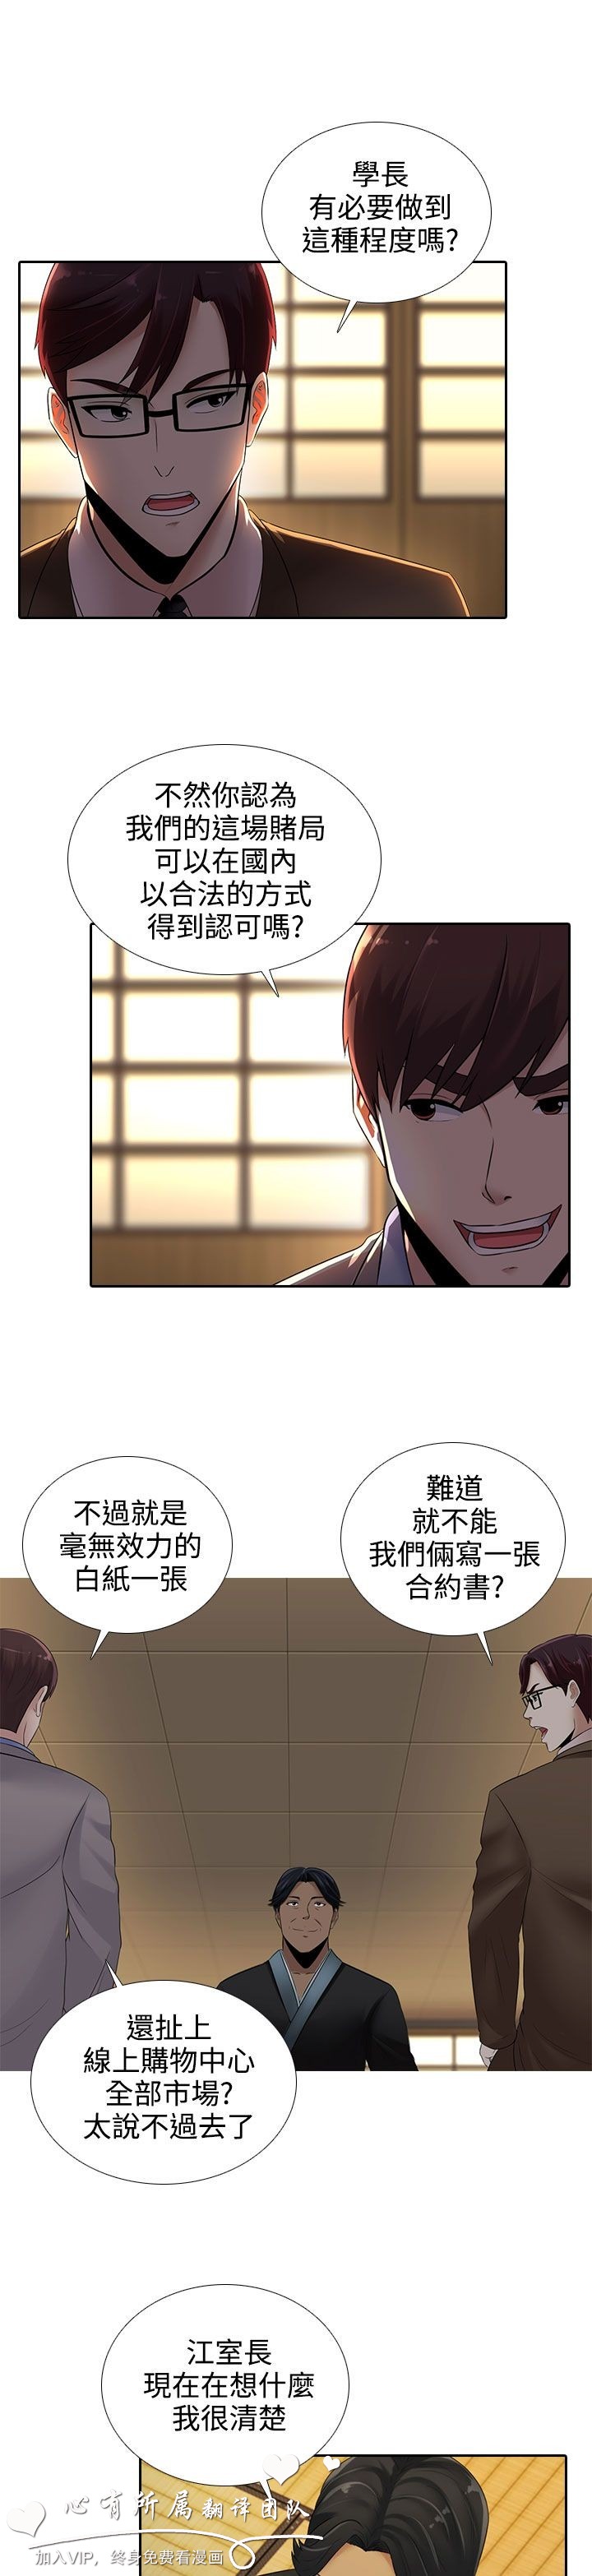 學長
有必要做到
這種程度嗎?
不然你認為
我們的這場賭局
可以在國內
以合法的方式
得到認可嗎?
難道
就不能
我們倆寫一張
合約書?
不過就是
毫無效力的
白紙一張
還扯上
線上購物中心
全部市場?
太說不過去了
江室長
現在在想什麼
我很清楚
心有所属翻译团队
加入VIP，终身免费看漫画